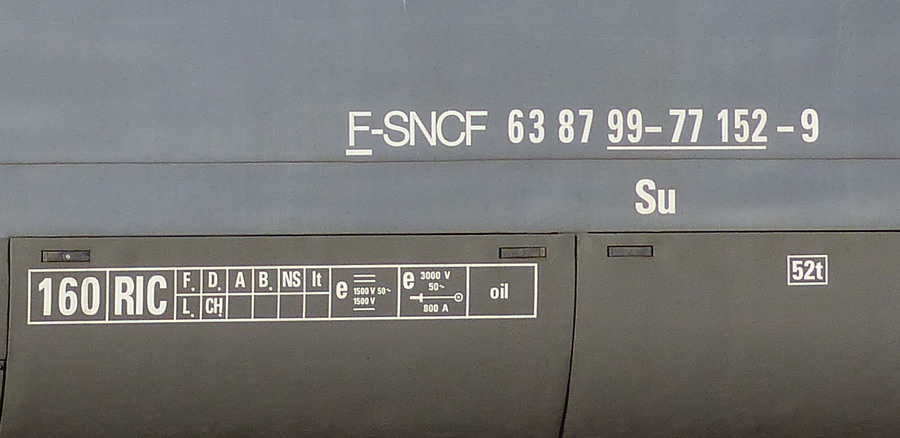 F-SNCF 63 87 99-77 152-9
Su
52t
160 RIC F. D. A B. NS It
L. CH
e 1500 V 50~
1500 V
e 3000 V
50~
800 A
oil